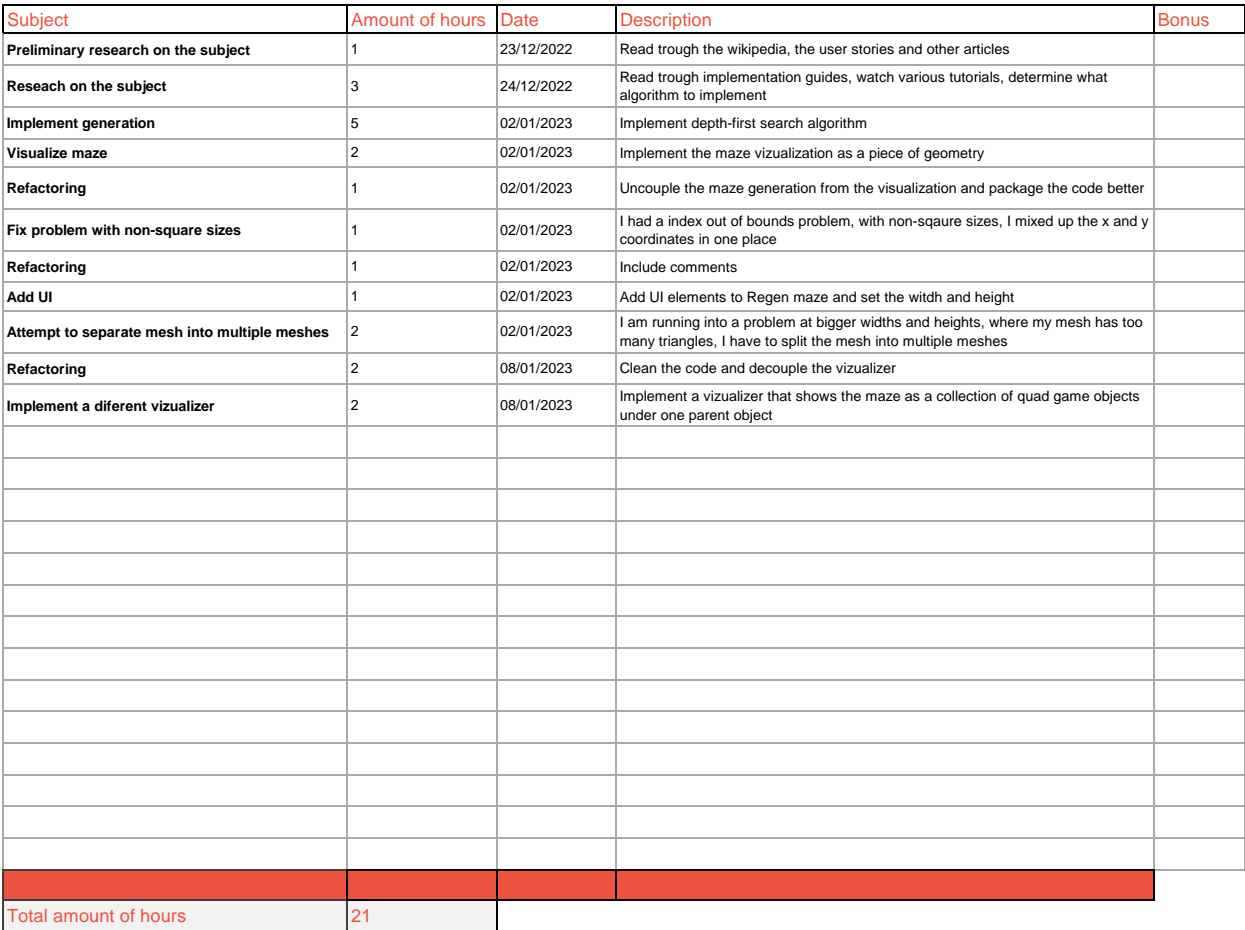 Subject Amount of hours Date Description Bonus
Preliminary research on the subject 1 23/12/2022 Read trough the wikipedia, the user stories and other articles
Reseach on the subject 3 24/12/2022 Read trough implementation guides, watch various tutorials, determine what
algorithm to implement
Implement generation 5 02/01/2023 Implement depth-first search algorithm
Visualize maze 2 02/01/2023 Implement the maze vizualization as a piece of geometry
Refactoring 1 02/01/2023 Uncouple the maze generation from the visualization and package the code better
Fix problem with non-square sizes 1 02/01/2023 I had a index out of bounds problem, with non-sqaure sizes, I mixed up the x and y
coordinates in one place
Refactoring 1 02/01/2023 Include comments
Add UI 1 02/01/2023 Add UI elements to Regen maze and set the witdh and height
Attempt to separate mesh into multiple meshes 2 02/01/2023 I am running into a problem at bigger widths and heights, where my mesh has too
many triangles, I have to split the mesh into multiple meshes
Refactoring 2 08/01/2023 Clean the code and decouple the vizualizer
Implement a diferent vizualizer 2 08/01/2023 Implement a vizualizer that shows the maze as a collection of quad game objects
under one parent object
Total amount of hours 21